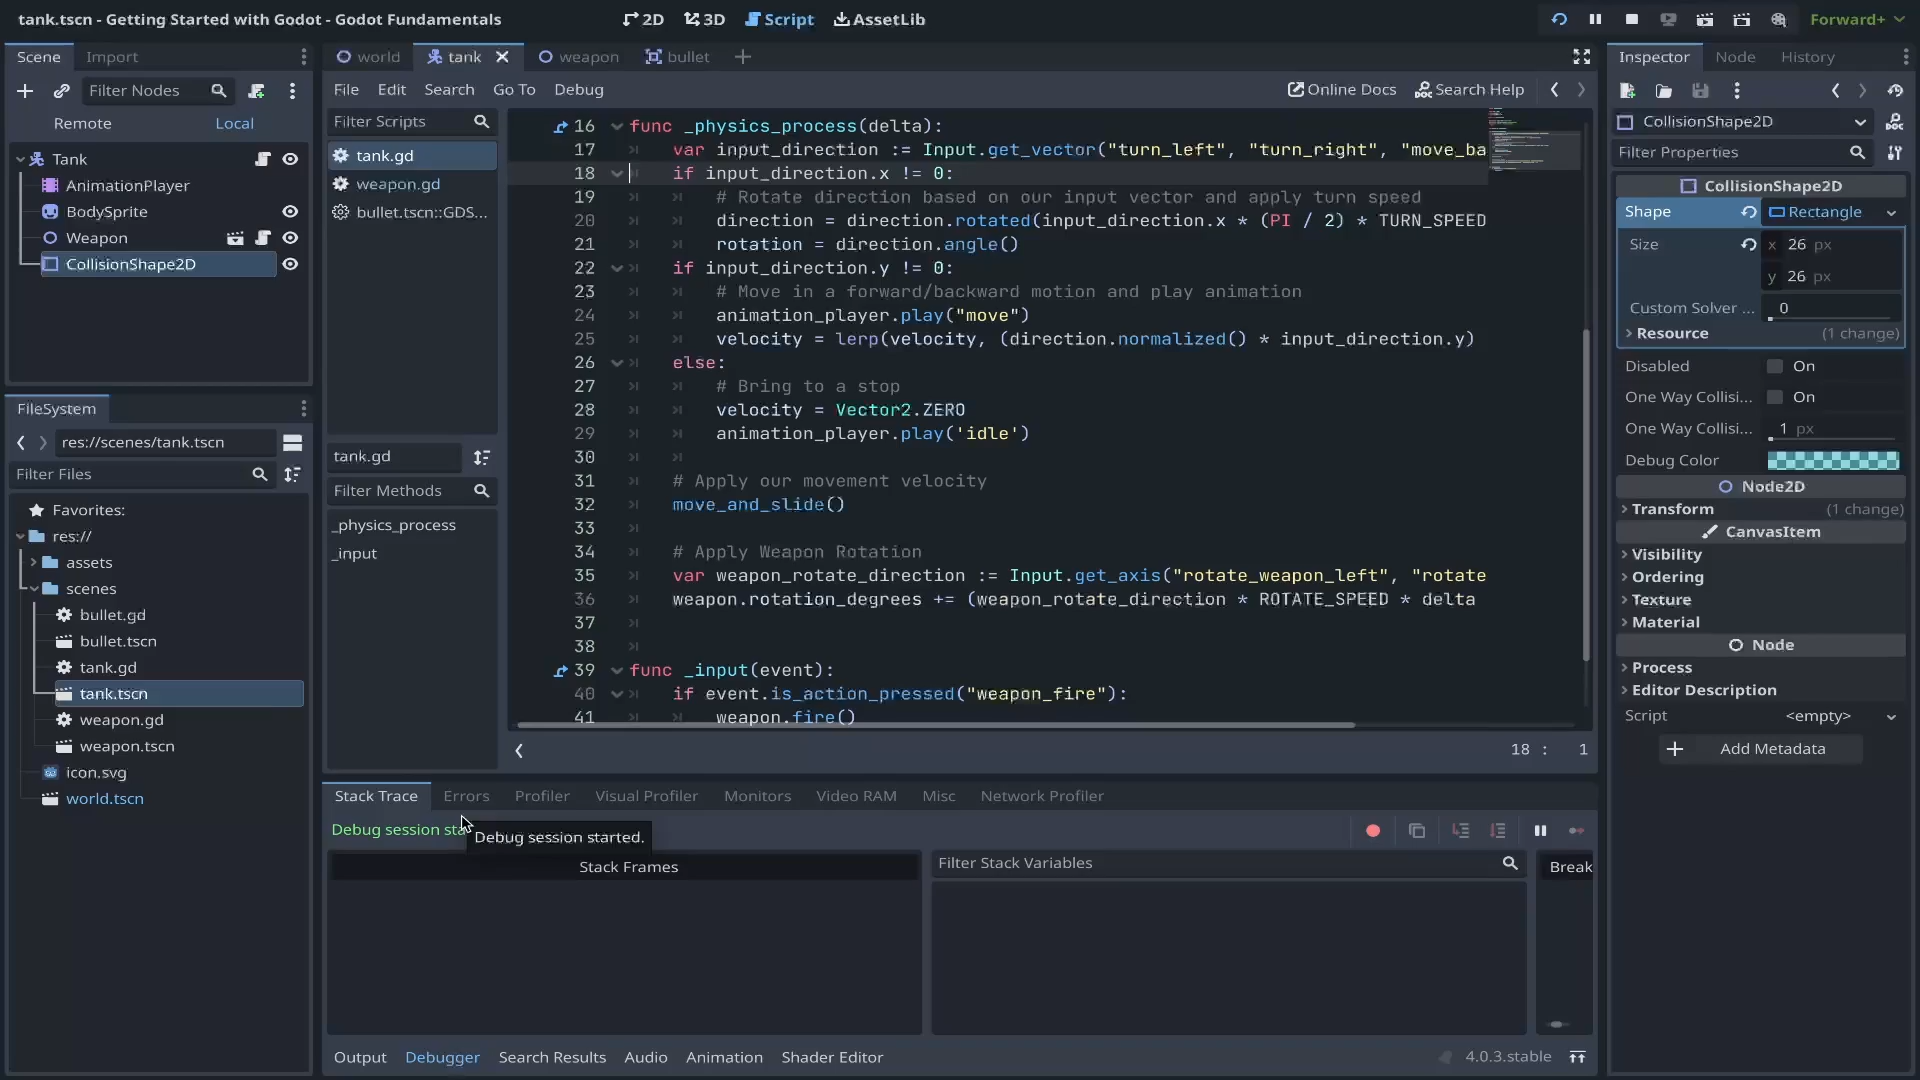 tank.tscn - Getting Started with Godot - Godot Fundamentals
2D
3D
Script
AssetLib
Forward+
Scene
Import
Filter Nodes
Remote
Local
Tank
AnimationPlayer
BodySprite
Weapon
CollisionShape2D
FileSystem
res://scenes/tank.tscn
Filter Files
Favorites:
res://
assets
scenes
bullet.gd
bullet.tscn
tank.gd
tank.tscn
weapon.gd
weapon.tscn
icon.svg
world.tscn
world
tank
weapon
bullet
File
Edit
Search
Go To
Debug
Online Docs
Search Help
Filter Scripts
tank.gd
weapon.gd
bullet.tscn::GDS...
tank.gd
Filter Methods
_physics_process
_input
16 func _physics_process(delta):
17 var input_direction := Input.get_vector("turn_left", "turn_right", "move_ba
18 if input_direction.x != 0:
19 # Rotate direction based on our input vector and apply turn speed
20 direction = direction.rotated(input_direction.x * (PI / 2) * TURN_SPEED
21 rotation = direction.angle()
22 if input_direction.y != 0:
23 # Move in a forward/backward motion and play animation
24 animation_player.play("move")
25 velocity = lerp(velocity, (direction.normalized() * input_direction.y)
26 else:
27 # Bring to a stop
28 velocity = Vector2.ZERO
29 animation_player.play('idle')
30
31 # Apply our movement velocity
32 move_and_slide()
33
34 # Apply Weapon Rotation
35 var weapon_rotate_direction := Input.get_axis("rotate_weapon_left", "rotate
36 weapon.rotation_degrees += (weapon_rotate_direction * ROTATE_SPEED * delta
37
38
39 func _input(event):
40 if event.is_action_pressed("weapon_fire"):
41 weapon.fire()
18 : 1
Stack Trace
Errors
Profiler
Visual Profiler
Monitors
Video RAM
Misc
Network Profiler
Debug session sta
Debug session started.
Stack Frames
Filter Stack Variables
Break
Output
Debugger
Search Results
Audio
Animation
Shader Editor
4.0.3.stable
Inspector
Node
History
CollisionShape2D
Filter Properties
CollisionShape2D
Shape
Rectangle
Size
x 26 px
y 26 px
Custom Solver ...
0
Resource
(1 change)
Disabled
On
One Way Collisi...
On
One Way Collisi...
1 px
Debug Color
Node2D
Transform
(1 change)
CanvasItem
Visibility
Ordering
Texture
Material
Node
Process
Editor Description
Script
<empty>
Add Metadata